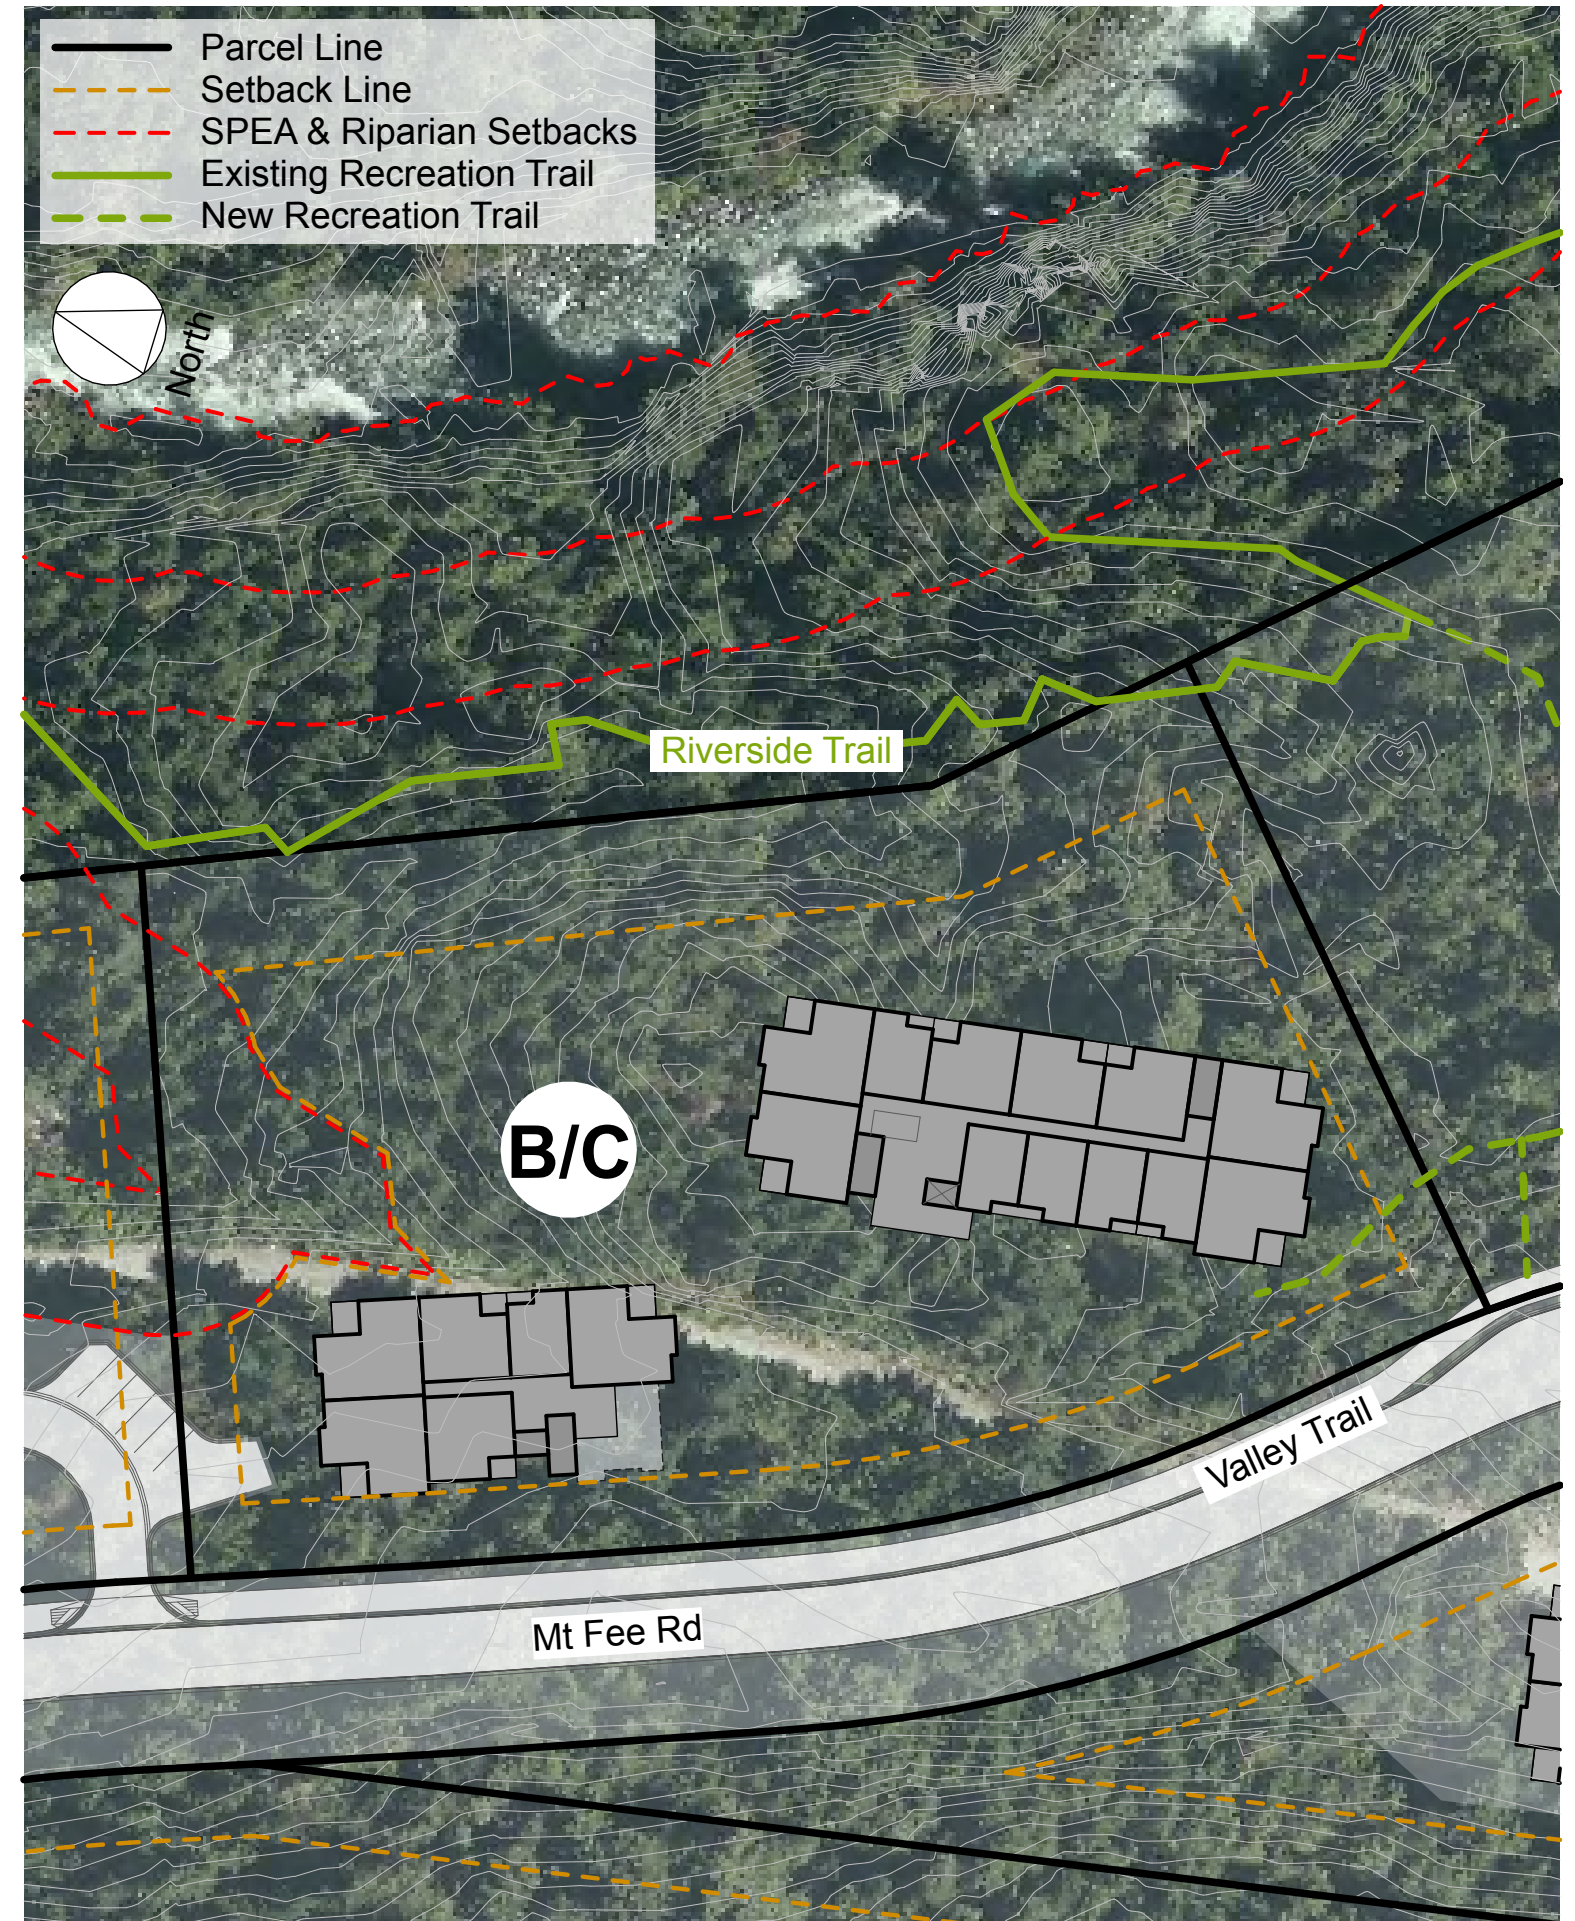 Parcel Line
Setback Line
SPEA & Riparian Setbacks
Existing Recreation Trail
New Recreation Trail
North
Riverside Trail
B/C
Valley Trail
Mt Fee Rd